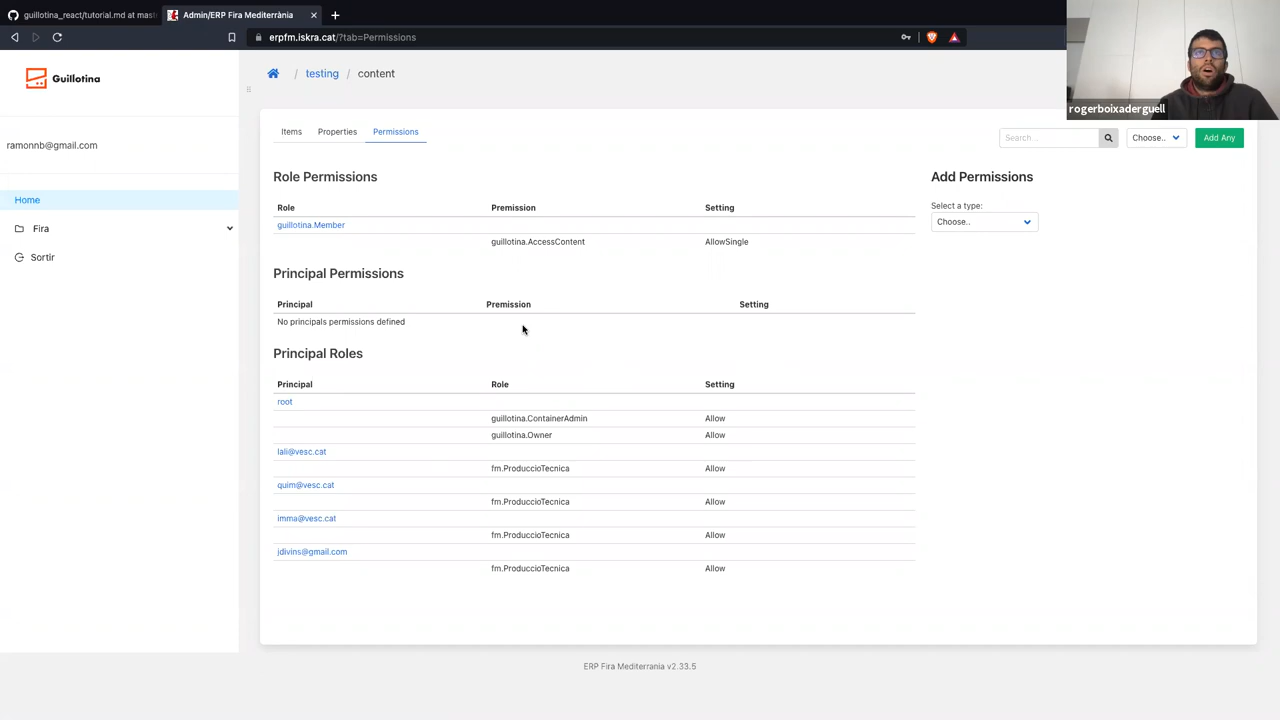 guillotina_react/tutorial.md at mast
Admin/ERP Fira Mediterrània
erpfm.iskra.cat/?tab=Permissions
rogerboixaderguell
Guillotina
ramonnb@gmail.com
Home
Fira
Sortir
/ testing / content
Items Properties Permissions
Search... Choose.. Add Any
Role Permissions
Role Premission Setting
guillotina.Member
guillotina.AccessContent AllowSingle
Principal Permissions
Principal Premission Setting
No principals permissions defined
Principal Roles
Principal Role Setting
root
guillotina.ContainerAdmin Allow
guillotina.Owner Allow
lali@vesc.cat
fm.ProduccioTecnica Allow
quim@vesc.cat
fm.ProduccioTecnica Allow
imma@vesc.cat
fm.ProduccioTecnica Allow
jdivins@gmail.com
fm.ProduccioTecnica Allow
Add Permissions
Select a type:
Choose..
ERP Fira Mediterrania v2.33.5